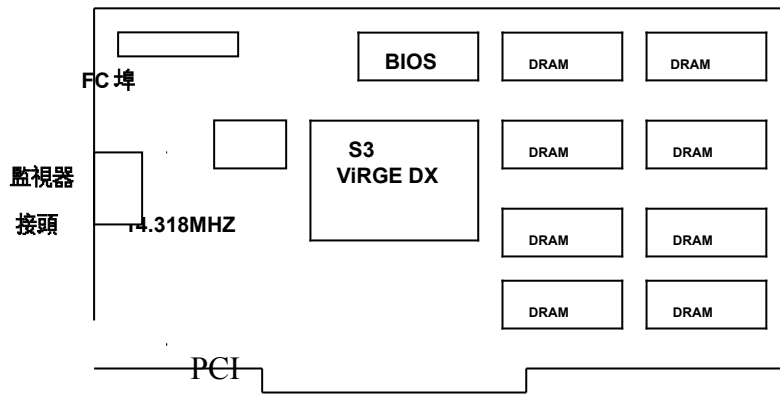 BIOS
DRAM
DRAM
FC 埠
S3
ViRGE DX
DRAM
DRAM
監視器
接頭
14.318MHZ
DRAM
DRAM
DRAM
DRAM
PCI